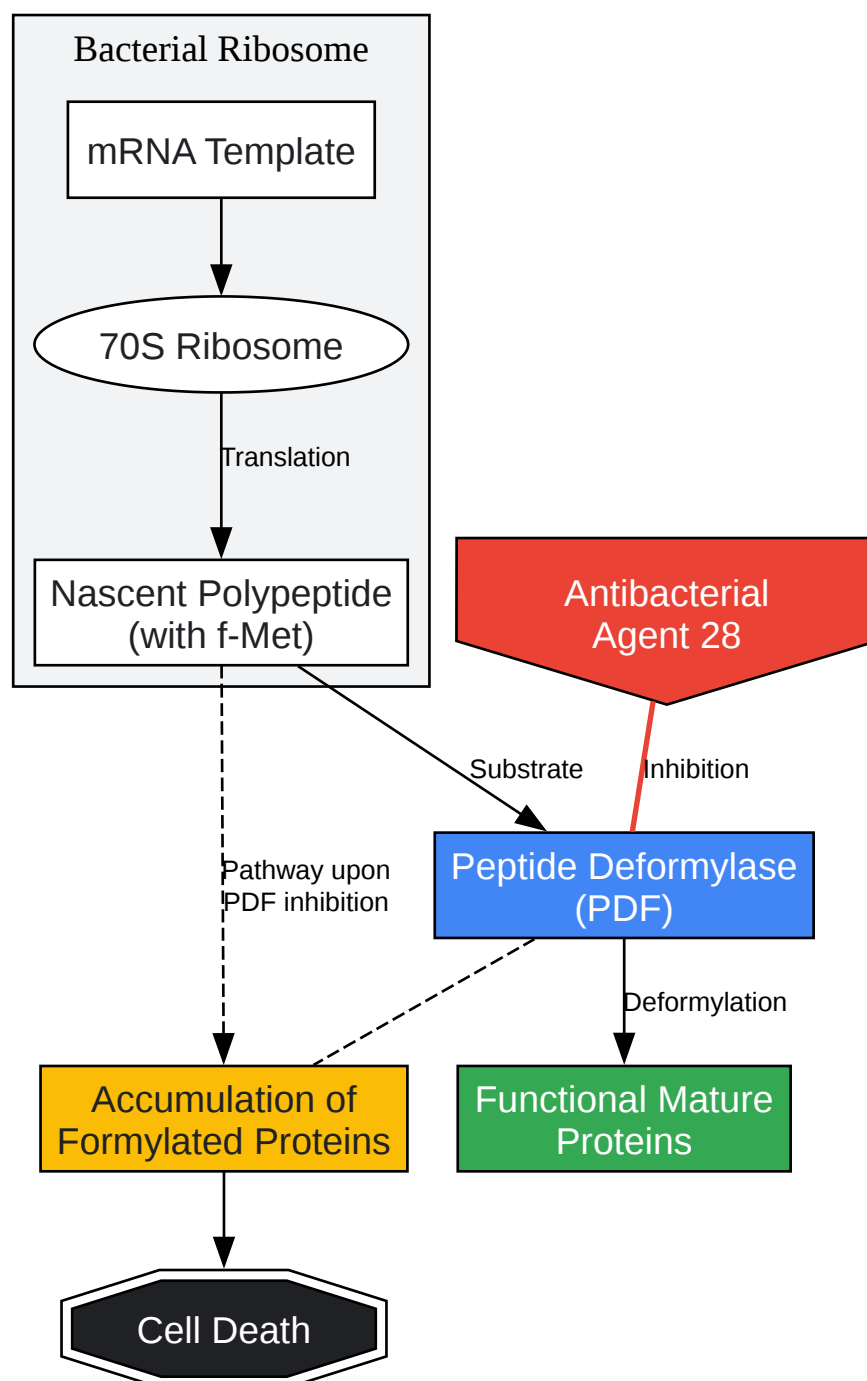 Bacterial Ribosome
mRNA Template
70S Ribosome
Translation
Nascent Polypeptide
(with f-Met)
Antibacterial
Agent 28
Substrate
Inhibition
Peptide Deformylase
(PDF)
Pathway upon
PDF inhibition
Deformylation
Accumulation of
Formylated Proteins
Functional Mature
Proteins
Cell Death